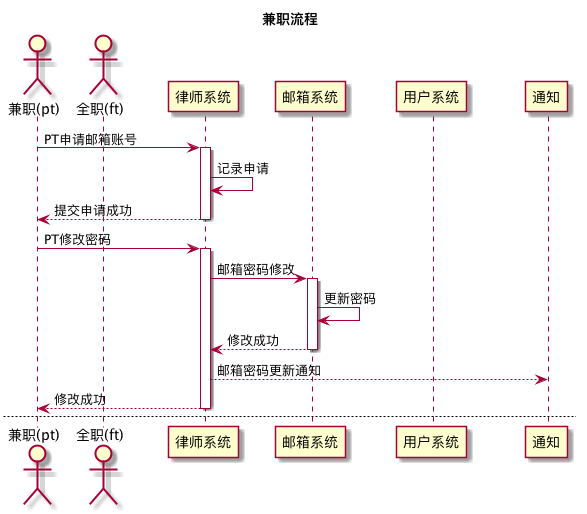 兼职流程
兼职(pt) 全职(ft) 律师系统 邮箱系统 用户系统 通知
PT申请邮箱账号
记录申请
提交申请成功
PT修改密码
邮箱密码修改
更新密码
修改成功
邮箱密码更新通知
修改成功
兼职(pt) 全职(ft) 律师系统 邮箱系统 用户系统 通知